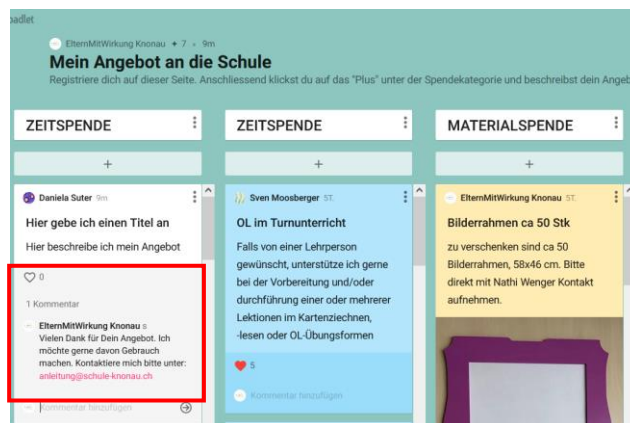 padlet
ElternMitWirkung Knonau + 7 • 9m
Mein Angebot an die Schule
Registriere dich auf dieser Seite. Anschliessend klickst du auf das "Plus" unter der Spendekategorie und beschreibst dein Angeb
ZEITSPENDE
+
Daniela Suter 9m
Hier gebe ich einen Titel an
Hier beschreibe ich mein Angebot
0
1 Kommentar
ElternMitWirkung Knonau s
Vielen Dank für Dein Angebot. Ich
möchte gerne davon Gebrauch
machen. Kontaktiere mich bitte unter:
anleitung@schule-knonau.ch
Kommentar hinzufügen
ZEITSPENDE
+
Sven Moosberger 5T.
OL im Turnunterricht
Falls von einer Lehrperson
gewünscht, unterstütze ich gerne
bei der Vorbereitung und/oder
durchführung einer oder mehrerer
Lektionen im Kartenziechnen,
-lesen oder OL-Übungsformen
5
Kommentar hinzufügen
MATERIALSPENDE
+
ElternMitWirkung Knonau 5T.
Bilderrahmen ca 50 Stk
zu verschenken sind ca 50
Bilderrahmen, 58x46 cm. Bitte
direkt mit Nathi Wenger Kontakt
aufnehmen.